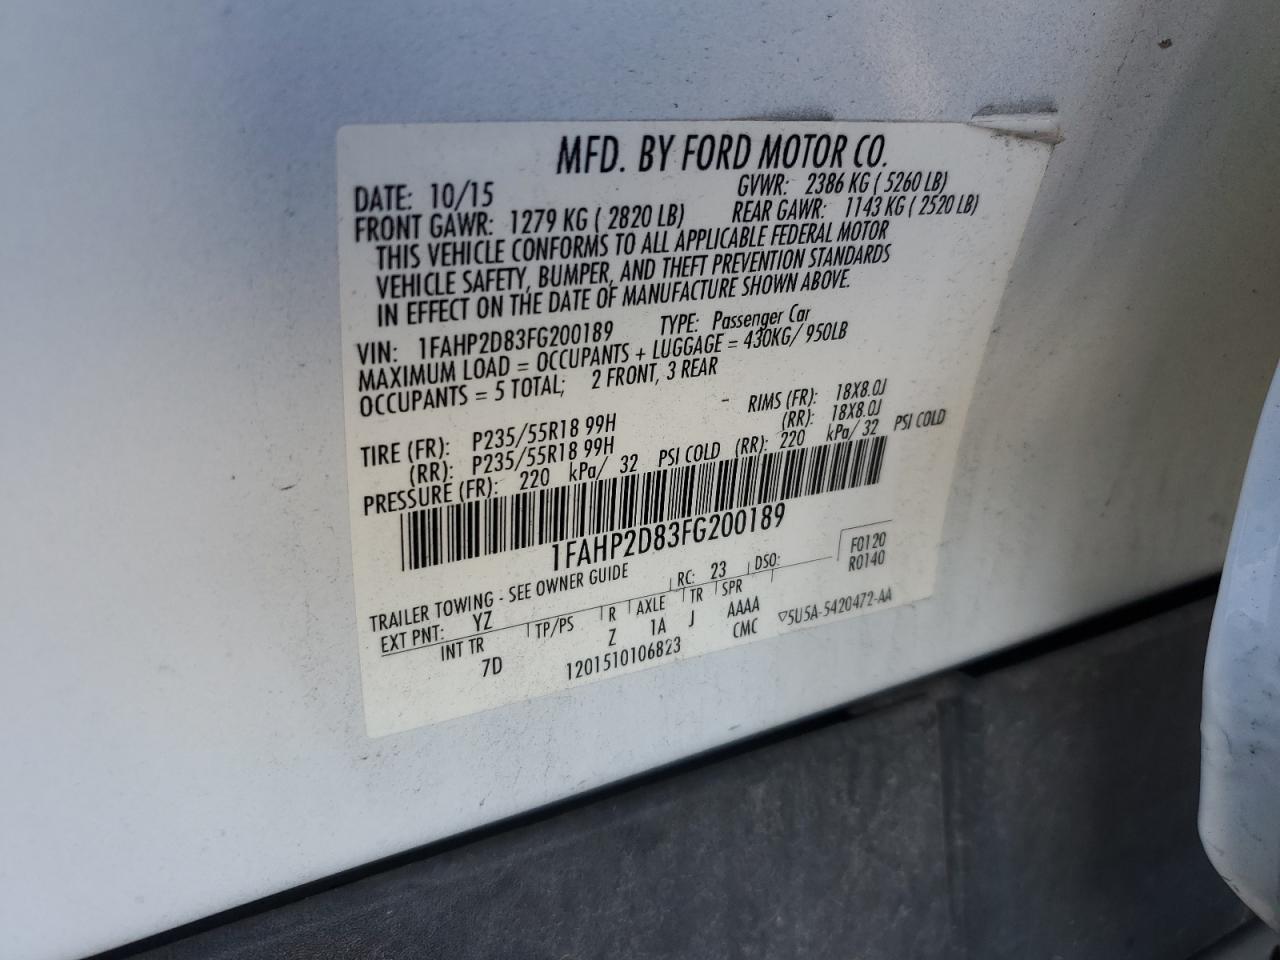 MFD. BY FORD MOTOR CO.
DATE: 10/15 GVWR: 2386 KG ( 5260 LB)
FRONT GAWR: 1279 KG ( 2820 LB) REAR GAWR: 1143 KG ( 2520 LB)
THIS VEHICLE CONFORMS TO ALL APPLICABLE FEDERAL MOTOR
VEHICLE SAFETY, BUMPER, AND THEFT PREVENTION STANDARDS
IN EFFECT ON THE DATE OF MANUFACTURE SHOWN ABOVE.
VIN: 1FAHP2D83FG200189 TYPE: Passenger Car
MAXIMUM LOAD = OCCUPANTS + LUGGAGE = 430KG/ 950LB
OCCUPANTS = 5 TOTAL; 2 FRONT, 3 REAR
TIRE (FR): P235/55R18 99H - RIMS (FR): 18X8.0J
(RR): P235/55R18 99H (RR): 18X8.0J
PRESSURE (FR): 220 kPa/ 32 PSI COLD (RR): 220 kPa/ 32 PSI COLD
1FAHP2D83FG200189
TRAILER TOWING - SEE OWNER GUIDE
F0120
R0140
EXT PNT: YZ RC: 23 DSO:
INT TR TP/PS R AXLE TR SPR
7D Z 1A J AAAA
1201510106823 CMC
▽5U5A-5420472-AA